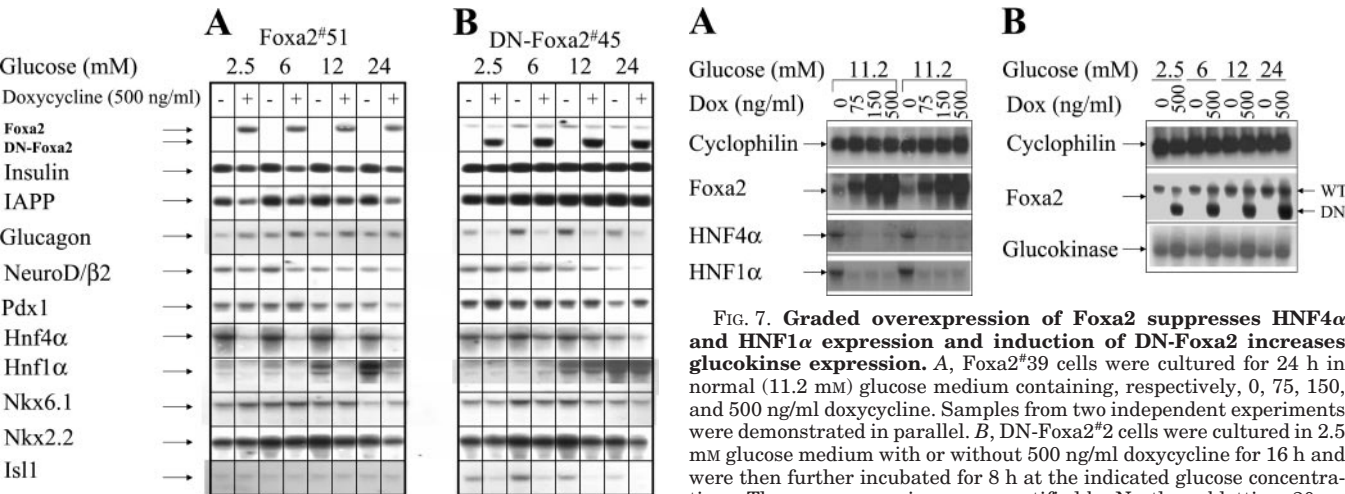 A
Foxa2#51
B
DN-Foxa2#45
Glucose (mM)
2.5 6 12 24
2.5 6 12 24
Doxycycline (500 ng/ml)
- + - + - + - +
- + - + - + - +
Foxa2
DN-Foxa2
Insulin
IAPP
Glucagon
NeuroD/β2
Pdx1
Hnf4α
Hnf1α
Nkx6.1
Nkx2.2
Isl1
A
Glucose (mM) 11.2 11.2
Dox (ng/ml) 0 75 150 500 0 75 150 500
Cyclophilin
Foxa2
HNF4α
HNF1α
B
Glucose (mM) 2.5 6 12 24
Dox (ng/ml) 0 500 0 500 0 500 0 500
Cyclophilin
Foxa2
WT
DN
Glucokinase
FIG. 7. Graded overexpression of Foxa2 suppresses HNF4α
and HNF1α expression and induction of DN-Foxa2 increases
glucokinse expression. A, Foxa2#39 cells were cultured for 24 h in
normal (11.2 mM) glucose medium containing, respectively, 0, 75, 150,
and 500 ng/ml doxycycline. Samples from two independent experiments
were demonstrated in parallel. B, DN-Foxa2#2 cells were cultured in 2.5
mM glucose medium with or without 500 ng/ml doxycycline for 16 h and
were then further incubated for 8 h at the indicated glucose concentra-